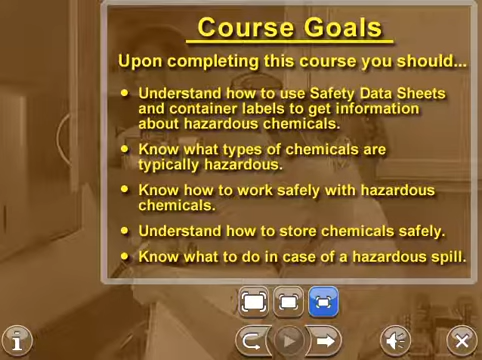 Course Goals
Upon completing this course you should...
• Understand how to use Safety Data Sheets
and container labels to get information
about hazardous chemicals.
• Know what types of chemicals are
typically hazardous.
• Know how to work safely with hazardous
chemicals.
• Understand how to store chemicals safely.
• Know what to do in case of a hazardous spill.